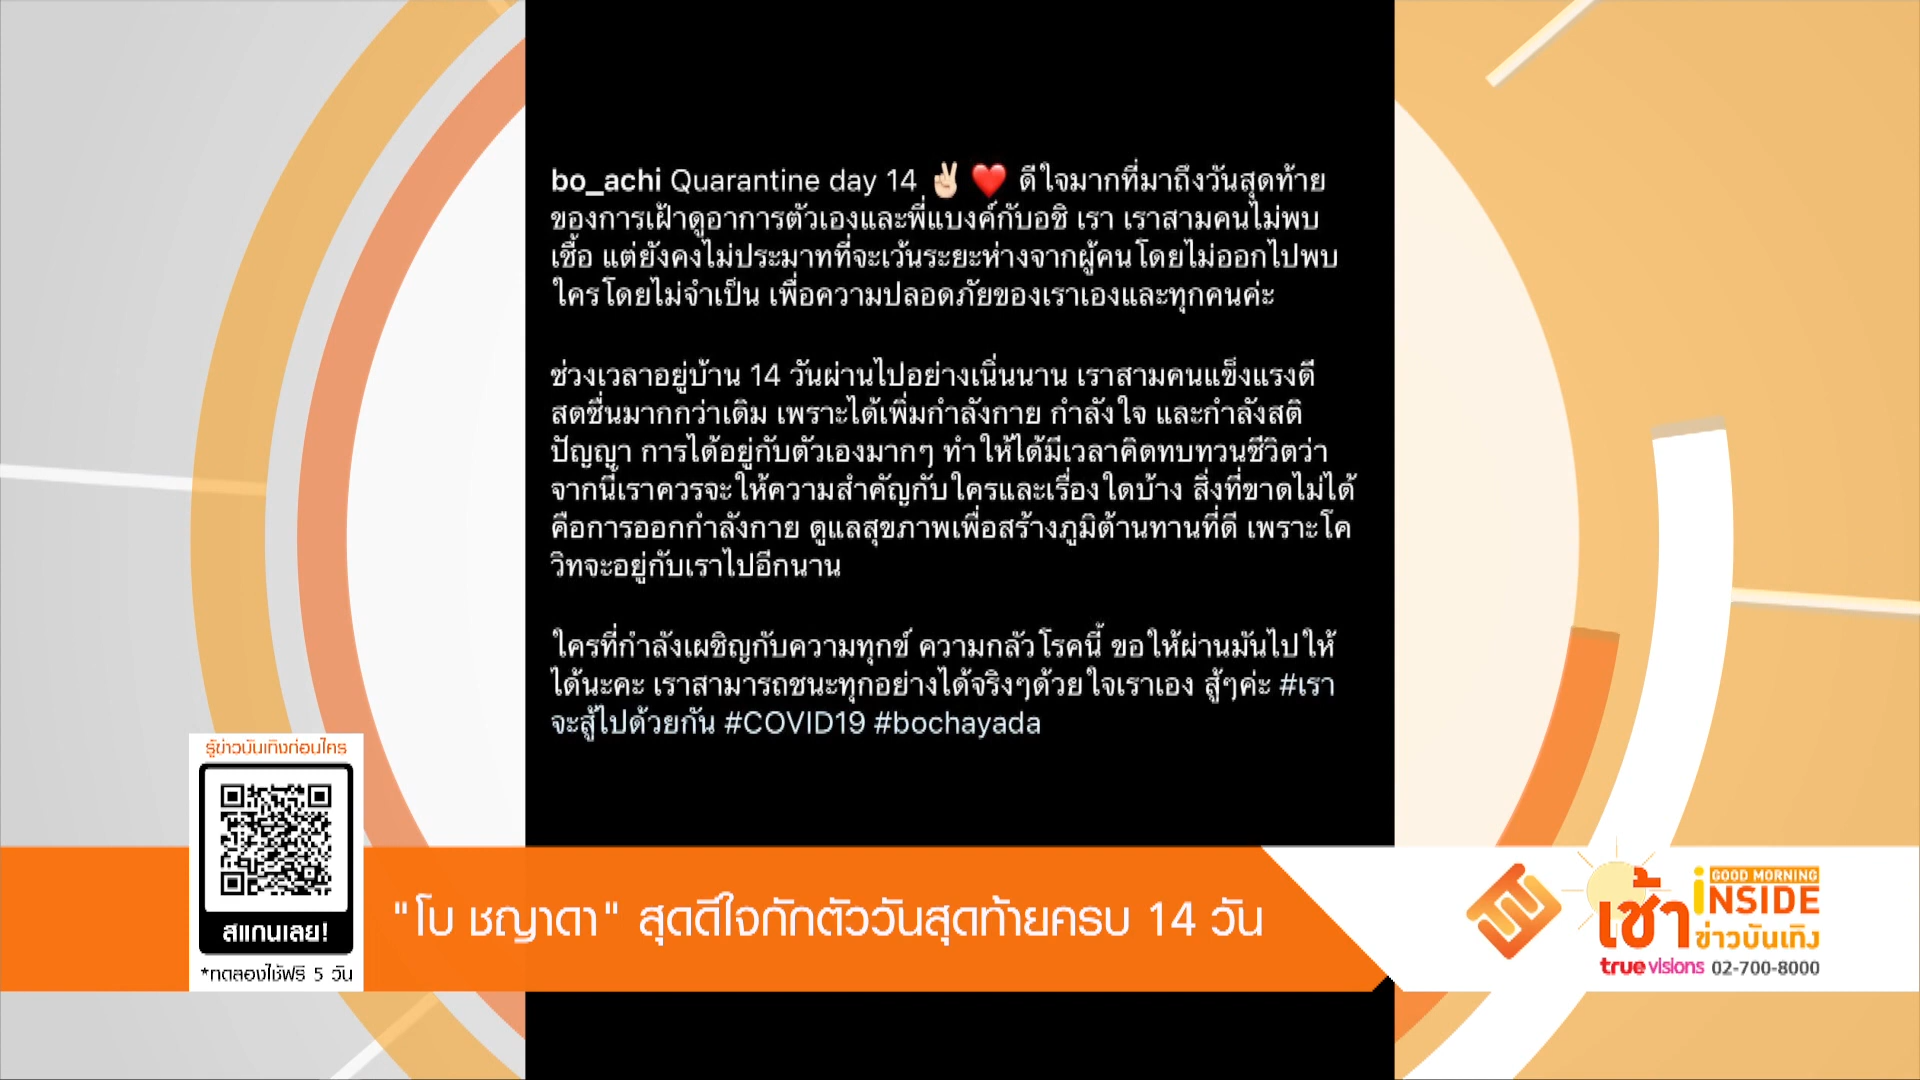 bo_achi Quarantine day 14 ✌🏻 ❤️ ดีใจมากที่มาถึงวันสุดท้าย
ของการเฝ้าดูอาการตัวเองและพี่แบงค์กับอชิ เรา เราสามคนไม่พบ
เชื้อ แต่ยังคงไม่ประมาทที่จะเว้นระยะห่างจากผู้คนโดยไม่ออกไปพบ
ใครโดยไม่จำเป็น เพื่อความปลอดภัยของเราเองและทุกคนค่ะ
ช่วงเวลาอยู่บ้าน 14 วันผ่านไปอย่างเนิ่นนาน เราสามคนแข็งแรงดี
สดชื่นมากกว่าเดิม เพราะได้เพิ่มกำลังกาย กำลังใจ และกำลังสติ
ปัญญา การได้อยู่กับตัวเองมากๆ ทำให้ได้มีเวลาคิดทบทวนชีวิตว่า
จากนี้เราควรจะให้ความสำคัญกับใครและเรื่องใดบ้าง สิ่งที่ขาดไม่ได้
คือการออกกำลังกาย ดูแลสุขภาพเพื่อสร้างภูมิต้านทานที่ดี เพราะโค
วิทจะอยู่กับเราไปอีกนาน
ใครที่กำลังเผชิญกับความทุกข์ ความกลัวโรคนี้ ขอให้ผ่านมันไปให้
ได้นะคะ เราสามารถชนะทุกอย่างได้จริงๆด้วยใจเราเอง สู้ๆค่ะ #เรา
จะสู้ไปด้วยกัน #COVID19 #bochayada
รู้ข่าวบันเทิงก่อนใคร
สแกนเลย!
*ทดลองใช้ฟรี 5 วัน
"โบ ชญาดา" สุดดีใจกักตัววันสุดท้ายครบ 14 วัน
GOOD MORNING
เช้า iNSIDE
ข่าวบันเทิง
truevisions 02-700-8000